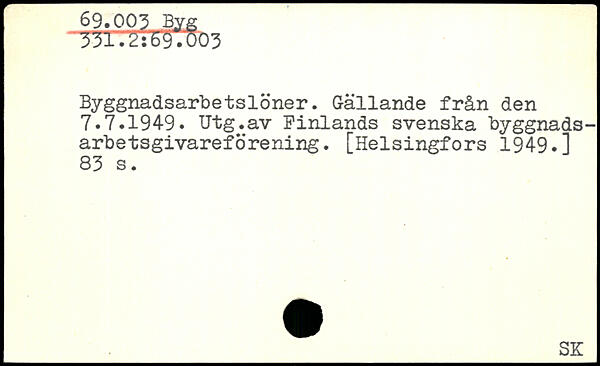 69.003 Byg
331.2:69.003
Byggnadsarbetslöner. Gällande från den
7.7.1949. Utg.av Finlands svenska byggnads-
arbetsgivareförening. [Helsingfors 1949.]
83 s.
SK